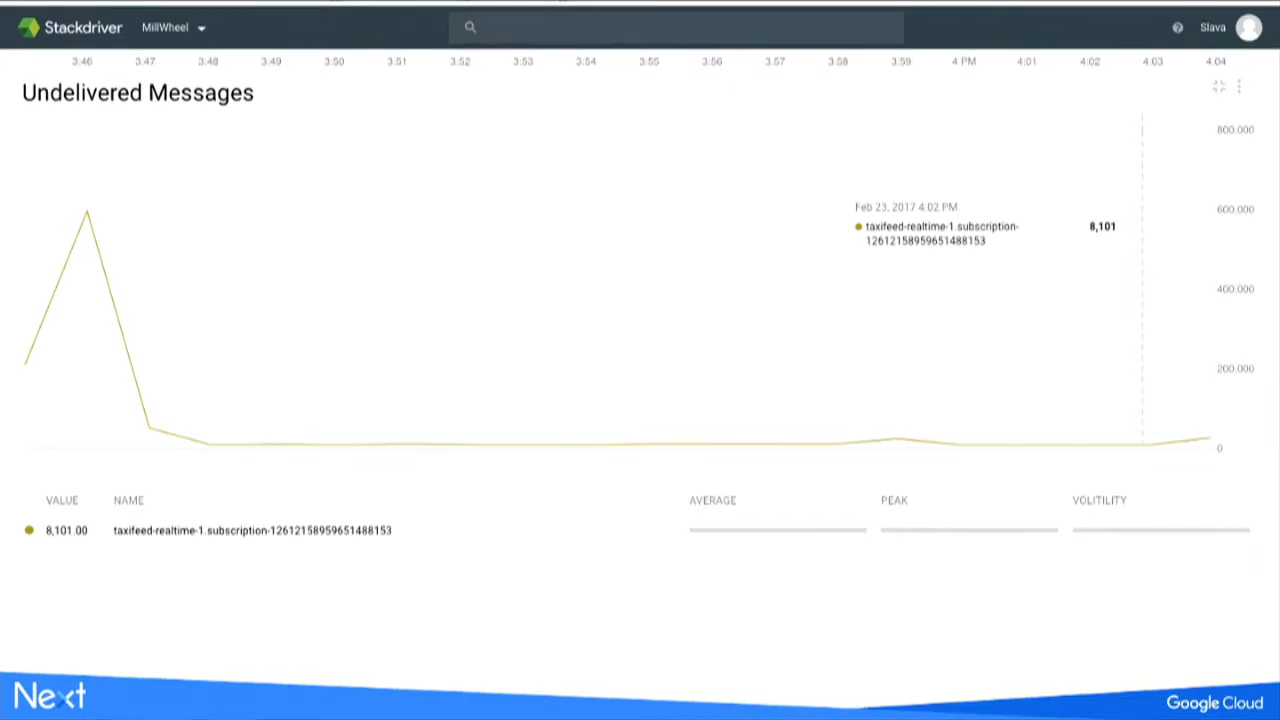 Stackdriver MillWheel Slava
3:46 3:47 3:48 3:49 3:50 3:51 3:52 3:53 3:54 3:55 3:56 3:57 3:58 3:59 4 PM 4:01 4:02 4:03 4:04
Undelivered Messages
800.000
Feb 23, 2017 4:02 PM
600.000
taxifeed-realtime-1.subscription- 8,101
12612158959651488153
400.000
200.000
0
VALUE NAME AVERAGE PEAK VOLITILITY
8,101.00 taxifeed-realtime-1.subscription-12612158959651488153
Next
Google Cloud